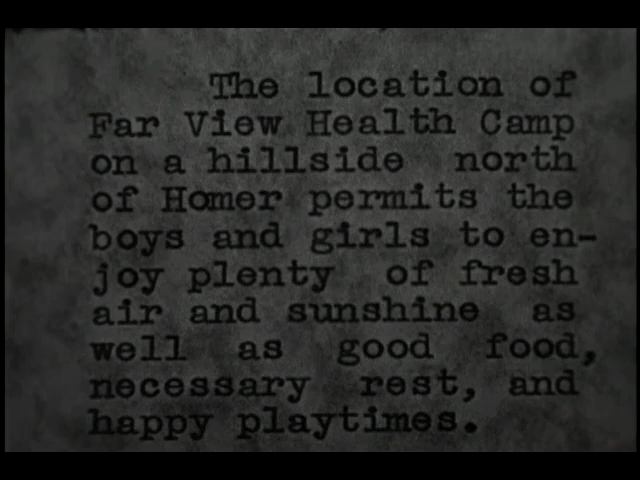 The location of
Far View Health Camp
on a hillside north
of Homer permits the
boys and girls to en-
joy plenty of fresh
air and sunshine as
well as good food,
necessary rest, and
happy playtimes.